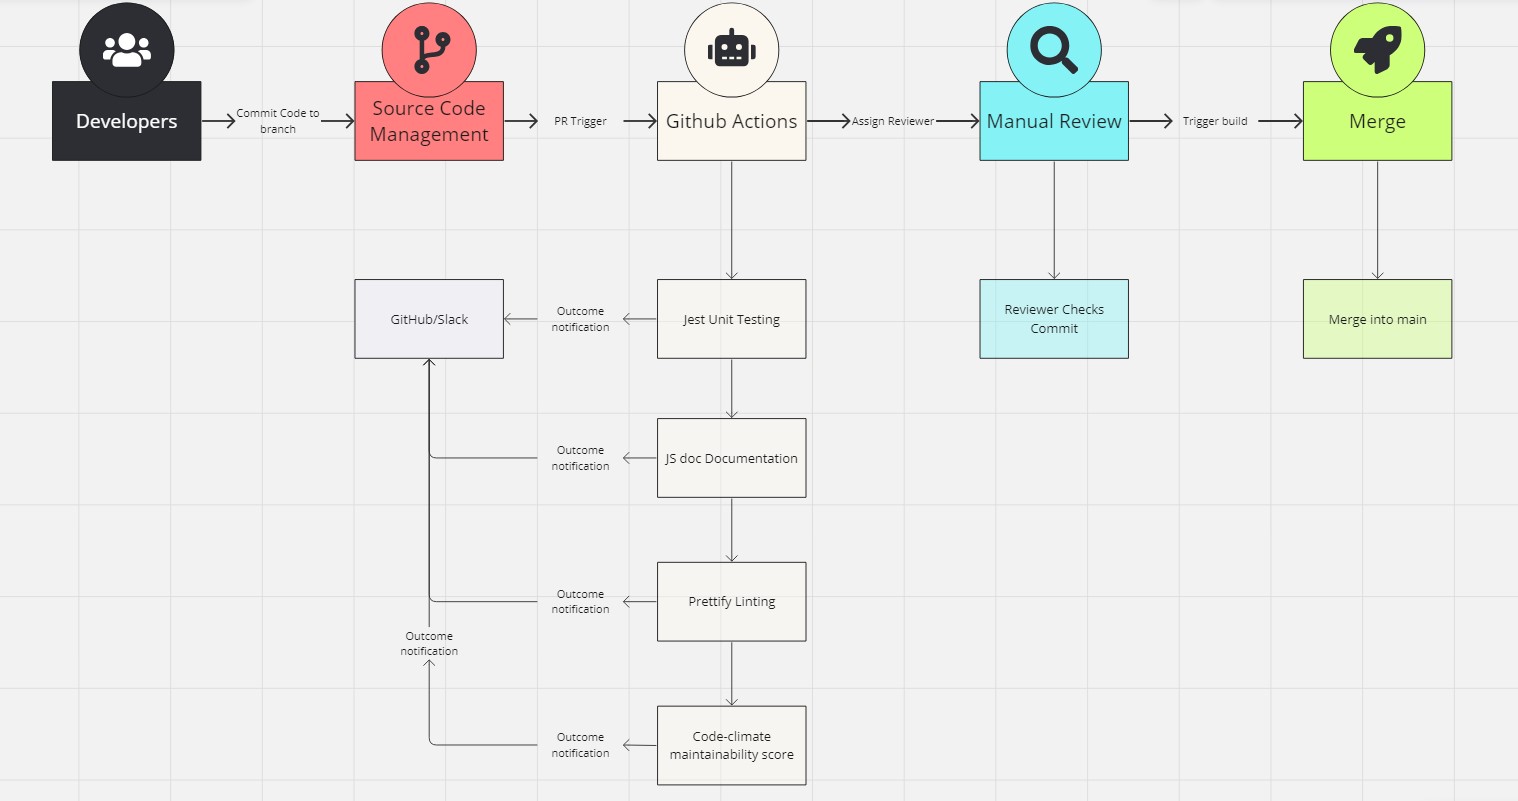 Developers
Commit Code to
branch
Source Code
Management
PR Trigger
Github Actions
Assign Reviewer
Manual Review
Trigger build
Merge
GitHub/Slack
Outcome
notification
Jest Unit Testing
Reviewer Checks
Commit
Merge into main
Outcome
notification
JS doc Documentation
Outcome
notification
Prettify Linting
Outcome
notification
Outcome
notification
Code-climate
maintainability score